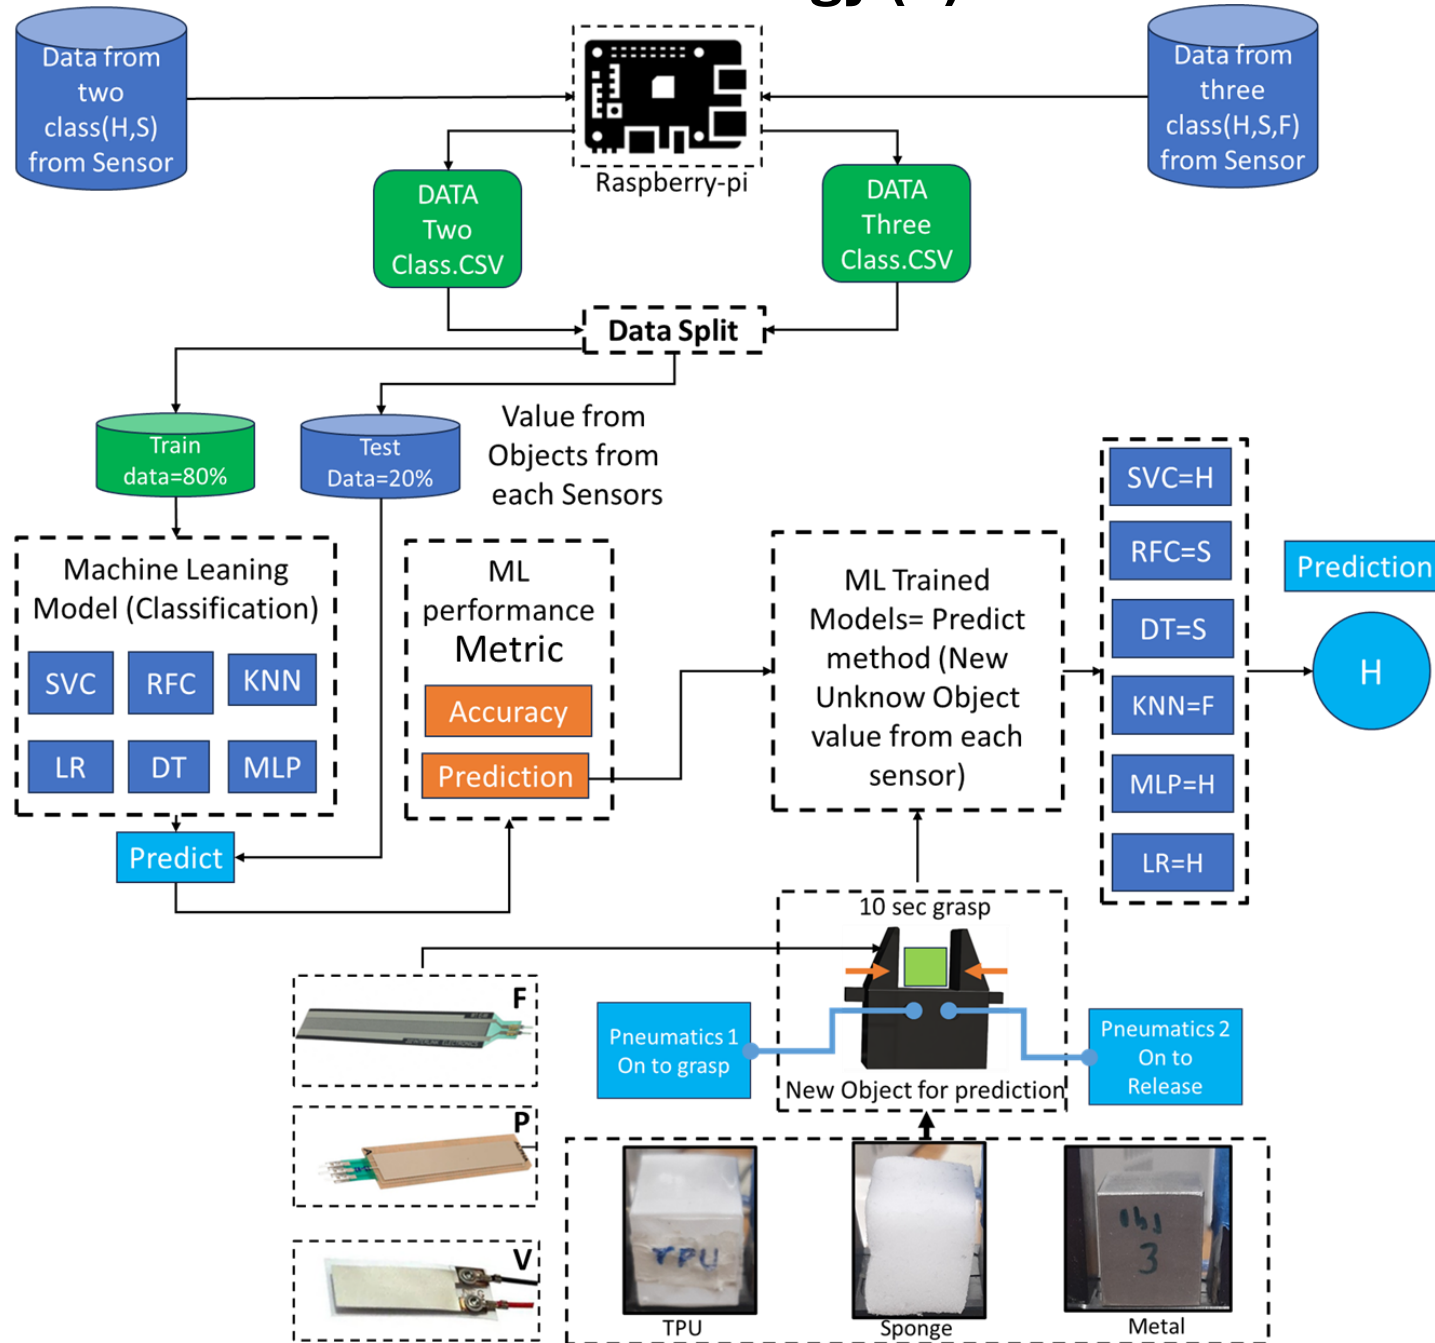 gy (
Data from
two
class(H,S)
from Sensor
Raspberry-pi
Data from
three
class(H,S,F)
from Sensor
DATA
Two
Class.CSV
DATA
Three
Class.CSV
Data Split
Train
data=80%
Test
Data=20%
Value from
Objects from
each Sensors
Machine Leaning
Model (Classification)
SVC
RFC
KNN
LR
DT
MLP
Predict
ML
performance
Metric
Accuracy
Prediction
ML Trained
Models= Predict
method (New
Unknow Object
value from each
sensor)
SVC=H
RFC=S
DT=S
KNN=F
MLP=H
LR=H
Prediction
H
10 sec grasp
New Object for prediction
Pneumatics 1
On to grasp
Pneumatics 2
On to
Release
F
P
V
TPU
TPU
Sponge
3
Metal